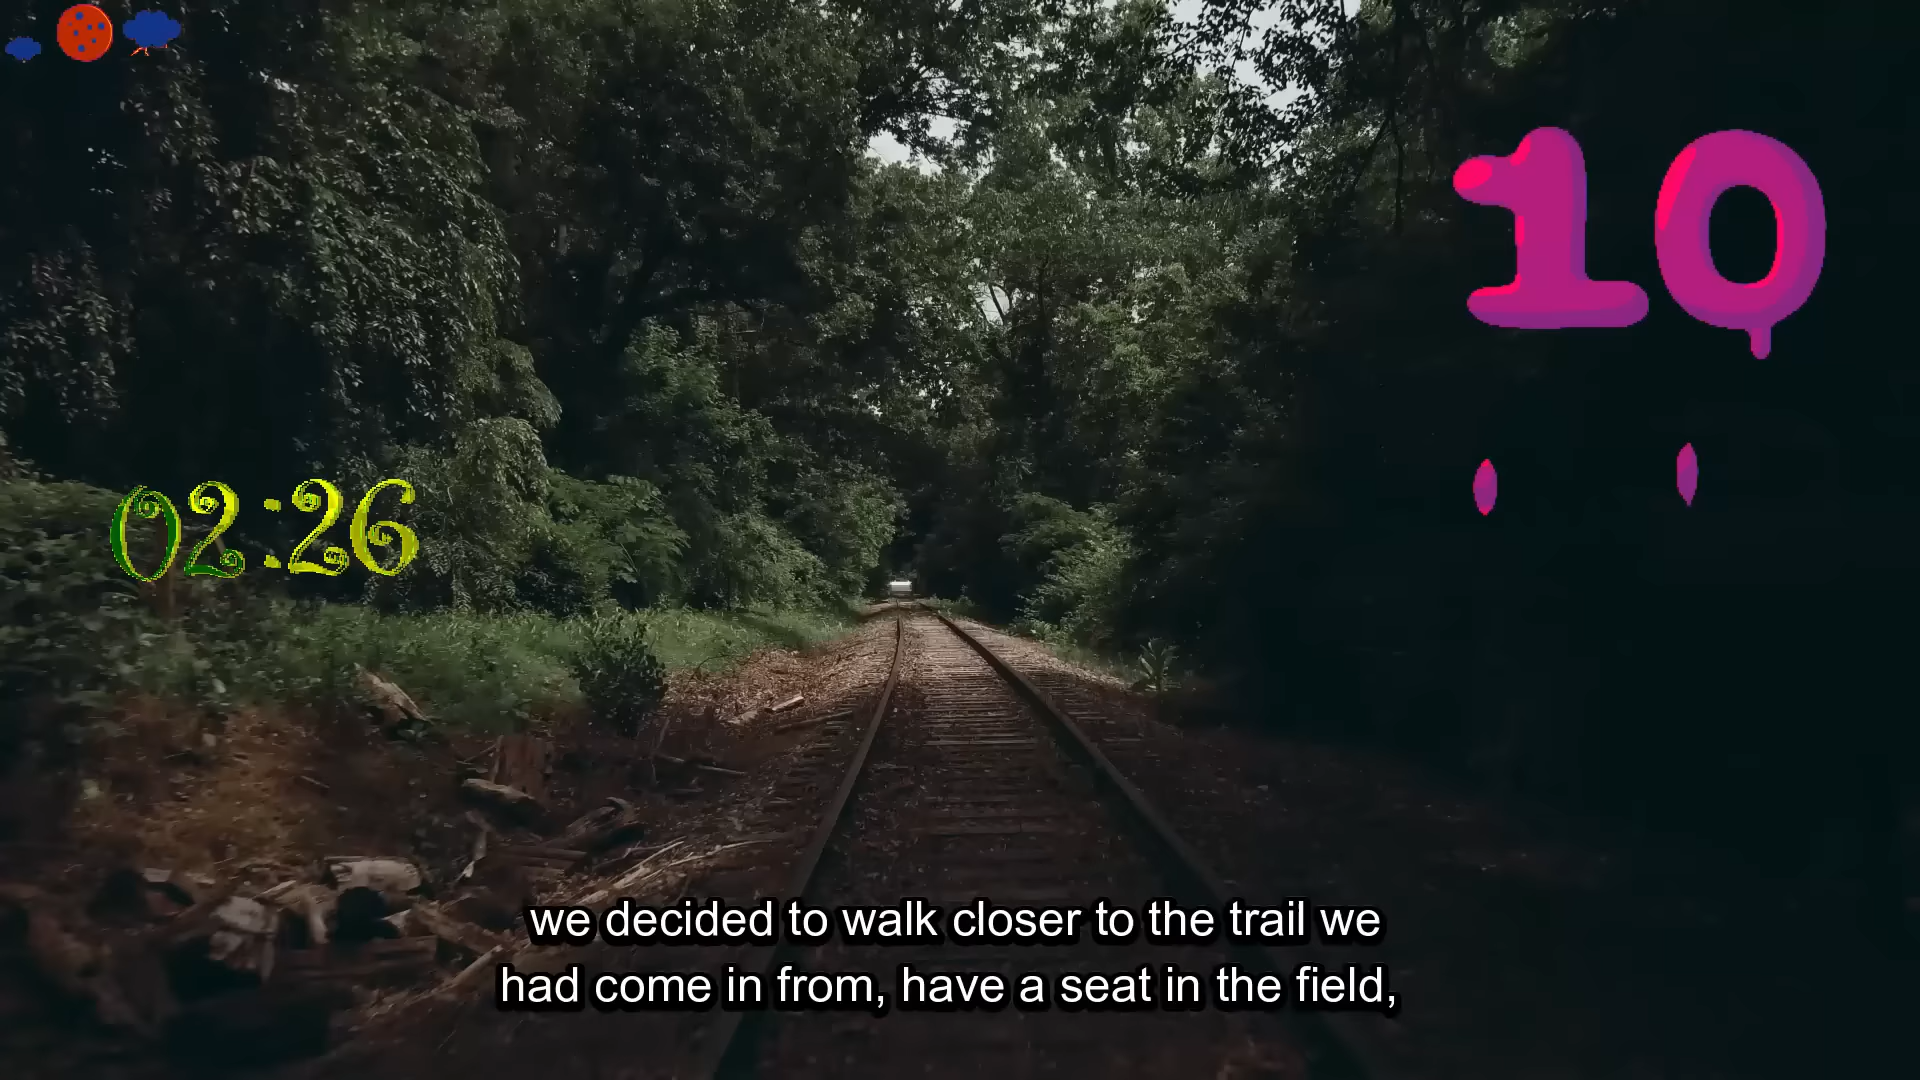 10
02:26
we decided to walk closer to the trail we
had come in from, have a seat in the field,